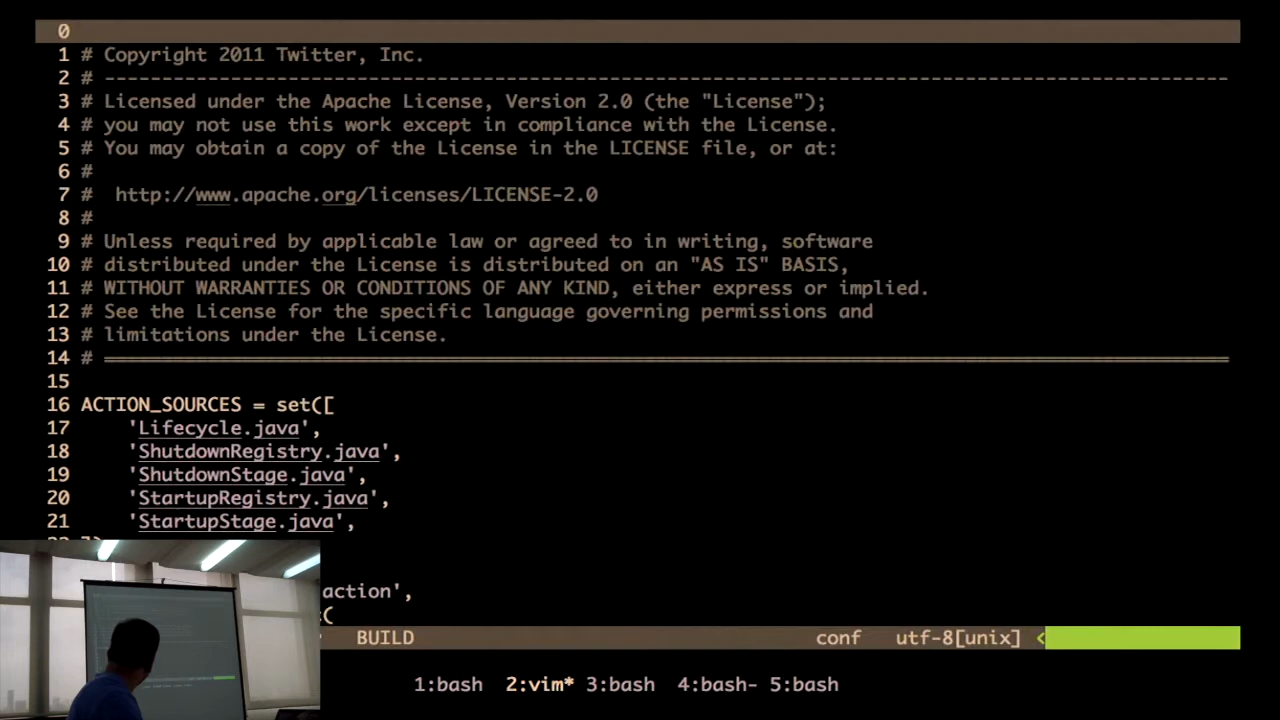 0
1 # Copyright 2011 Twitter, Inc.
2 # --------------------------------------------------------------------------------------------------
3 # Licensed under the Apache License, Version 2.0 (the "License");
4 # you may not use this work except in compliance with the License.
5 # You may obtain a copy of the License in the LICENSE file, or at:
6 #
7 #  http://www.apache.org/licenses/LICENSE-2.0
8 #
9 # Unless required by applicable law or agreed to in writing, software
10 # distributed under the License is distributed on an "AS IS" BASIS,
11 # WITHOUT WARRANTIES OR CONDITIONS OF ANY KIND, either express or implied.
12 # See the License for the specific language governing permissions and
13 # limitations under the License.
14 # ==================================================================================================
15
16 ACTION_SOURCES = set([
17     'Lifecycle.java',
18     'ShutdownRegistry.java',
19     'ShutdownStage.java',
20     'StartupRegistry.java',
21     'StartupStage.java',
action',
(
BUILD conf utf-8[unix] <
1:bash 2:vim* 3:bash 4:bash- 5:bash